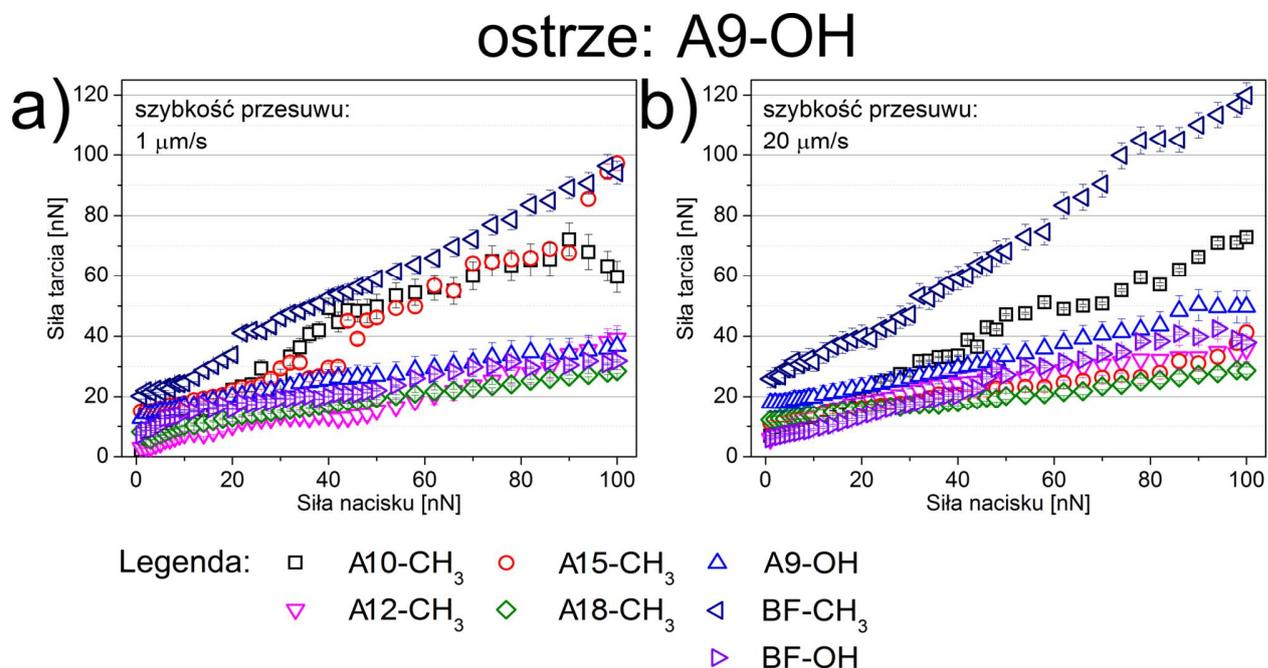 ostrze: A9-OH
a)
szybkość przesuwu:
1 μm/s
120
100
80
60
40
20
0
Siła tarcia [nN]
0 20 40 60 80 100
Siła nacisku [nN]
b)
szybkość przesuwu:
20 μm/s
120
100
80
60
40
20
0
Siła tarcia [nN]
0 20 40 60 80 100
Siła nacisku [nN]
Legenda: A10-CH₃ A15-CH₃ A9-OH
A12-CH₃ A18-CH₃ BF-CH₃
BF-OH